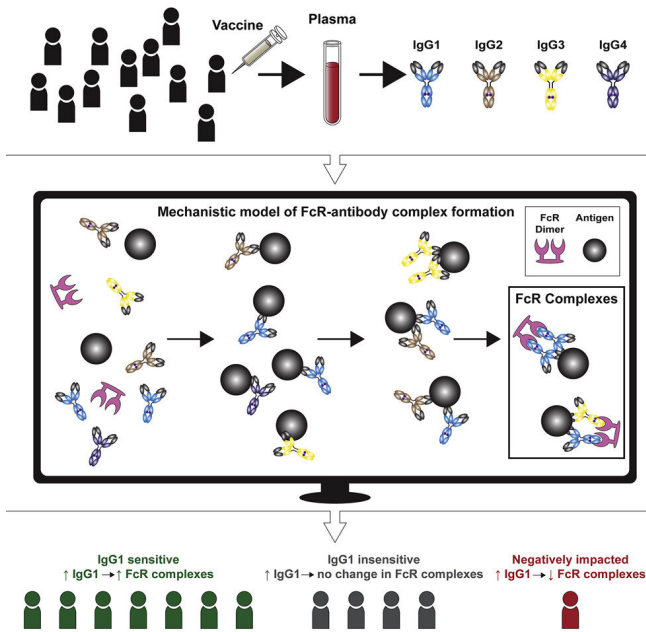 Vaccine
Plasma
IgG1 IgG2 IgG3 IgG4
Mechanistic model of FcR-antibody complex formation
FcR
Dimer
Antigen
FcR Complexes
IgG1 sensitive
↑ IgG1→↑ FcR complexes
IgG1 insensitive
↑ IgG1→no change in FcR complexes
Negatively impacted
↑ IgG1→↓ FcR complexes